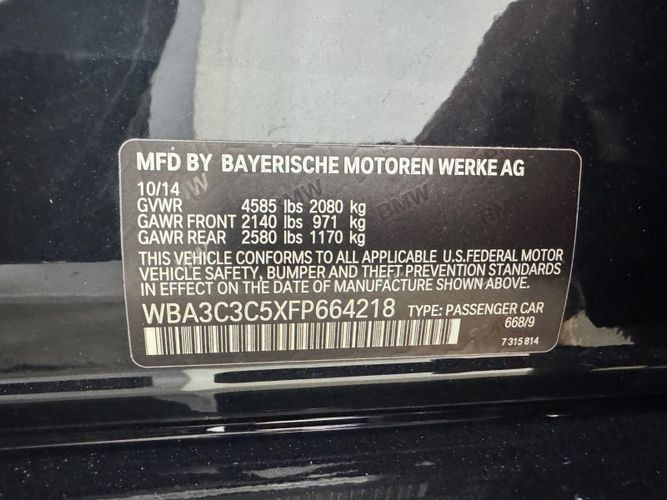 MFD BY BAYERISCHE MOTOREN WERKE AG
10/14
GVWR 4585 lbs 2080 kg
GAWR FRONT 2140 lbs 971 kg
GAWR REAR 2580 lbs 1170 kg
THIS VEHICLE CONFORMS TO ALL APPLICABLE U.S.FEDERAL MOTOR
VEHICLE SAFETY, BUMPER AND THEFT PREVENTION STANDARDS
IN EFFECT ON THE DATE OF MANUFACTURE SHOWN ABOVE.
WBA3C3C5XFP664218 TYPE: PASSENGER CAR
668/9
7 315 814
BMW
BMW
BMW